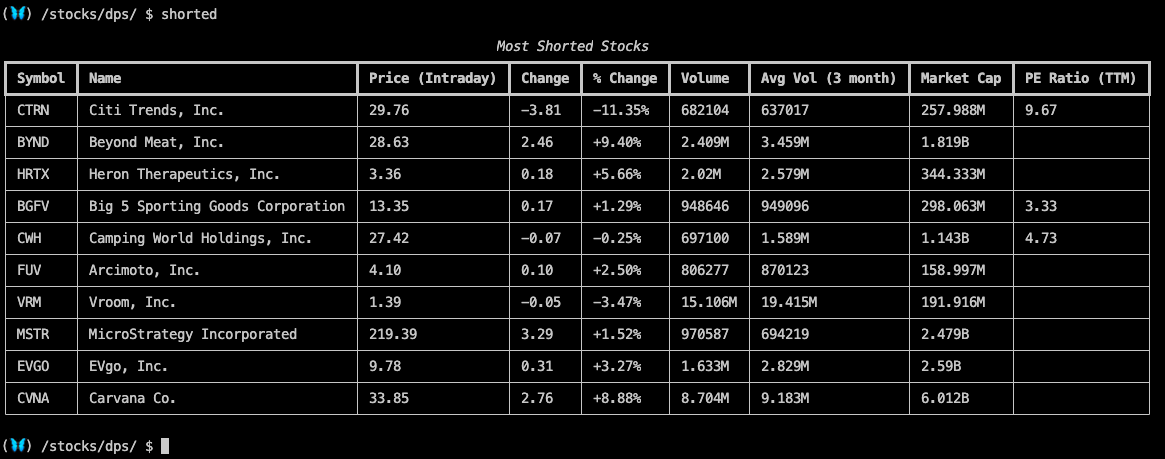 (🦋) /stocks/dps/ $ shorted
Most Shorted Stocks
Symbol Name Price (Intraday) Change % Change Volume Avg Vol (3 month) Market Cap PE Ratio (TTM)
CTRN Citi Trends, Inc. 29.76 −3.81 −11.35% 682104 637017 257.988M 9.67
BYND Beyond Meat, Inc. 28.63 2.46 +9.40% 2.409M 3.459M 1.819B
HRTX Heron Therapeutics, Inc. 3.36 0.18 +5.66% 2.02M 2.579M 344.333M
BGFV Big 5 Sporting Goods Corporation 13.35 0.17 +1.29% 948646 949096 298.063M 3.33
CWH Camping World Holdings, Inc. 27.42 −0.07 −0.25% 697100 1.589M 1.143B 4.73
FUV Arcimoto, Inc. 4.10 0.10 +2.50% 806277 870123 158.997M
VRM Vroom, Inc. 1.39 −0.05 −3.47% 15.106M 19.415M 191.916M
MSTR MicroStrategy Incorporated 219.39 3.29 +1.52% 970587 694219 2.479B
EVGO EVgo, Inc. 9.78 0.31 +3.27% 1.633M 2.829M 2.59B
CVNA Carvana Co. 33.85 2.76 +8.88% 8.704M 9.183M 6.012B
(🦋) /stocks/dps/ $